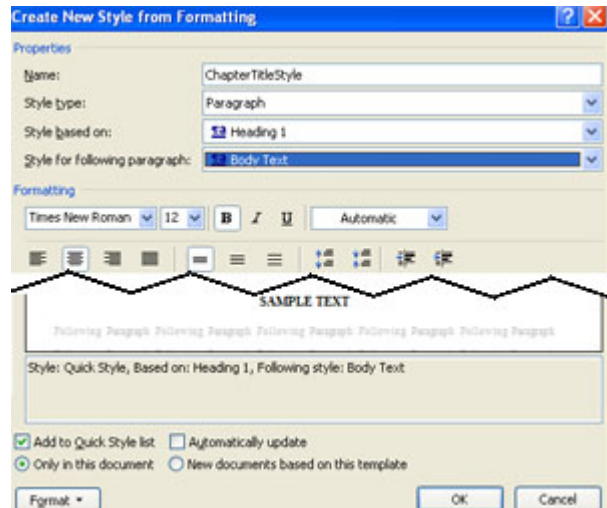 Create New Style from Formatting
Properties
Name: ChapterTitleStyle
Style type: Paragraph
Style based on: Heading 1
Style for following paragraph: Body Text
Formatting
Times New Roman 12 B I U Automatic
SAMPLE TEXT
Following Paragraph Following Paragraph Following Paragraph Following Paragraph Following Paragraph
Style: Quick Style, Based on: Heading 1, Following style: Body Text
Add to Quick Style list Automatically update
Only in this document New documents based on this template
Format OK Cancel